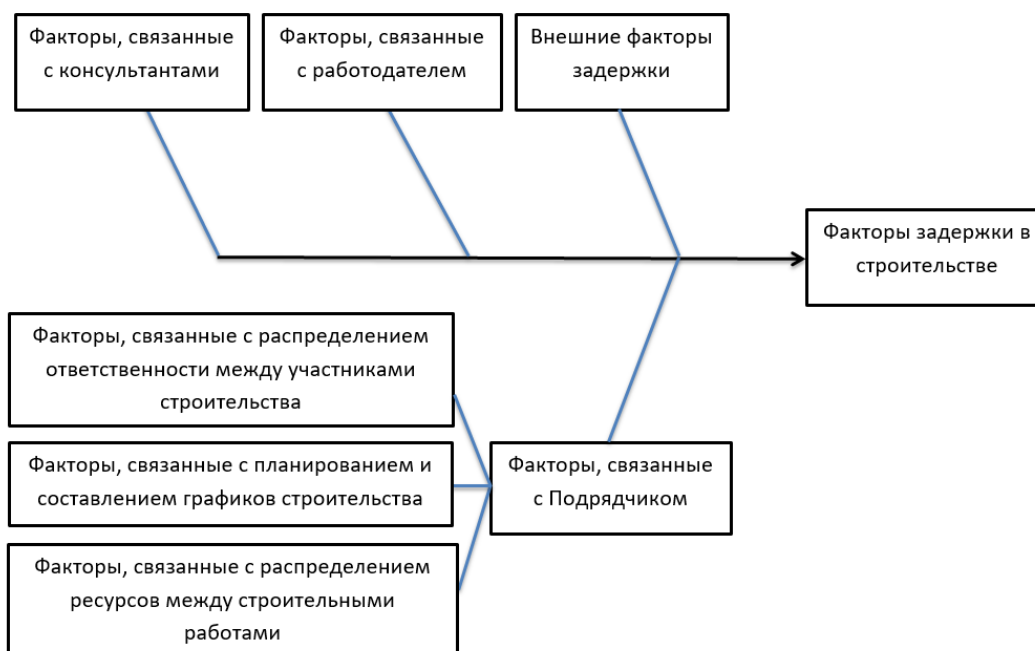 Факторы, связанные
с консультантами
Факторы, связанные
с работодателем
Внешние факторы
задержки
Факторы задержки в
строительстве
Факторы, связанные с распределением
ответственности между участниками
строительства
Факторы, связанные с планированием и
составлением графиков строительства
Факторы, связанные
с Подрядчиком
Факторы, связанные с распределением
ресурсов между строительными
работами